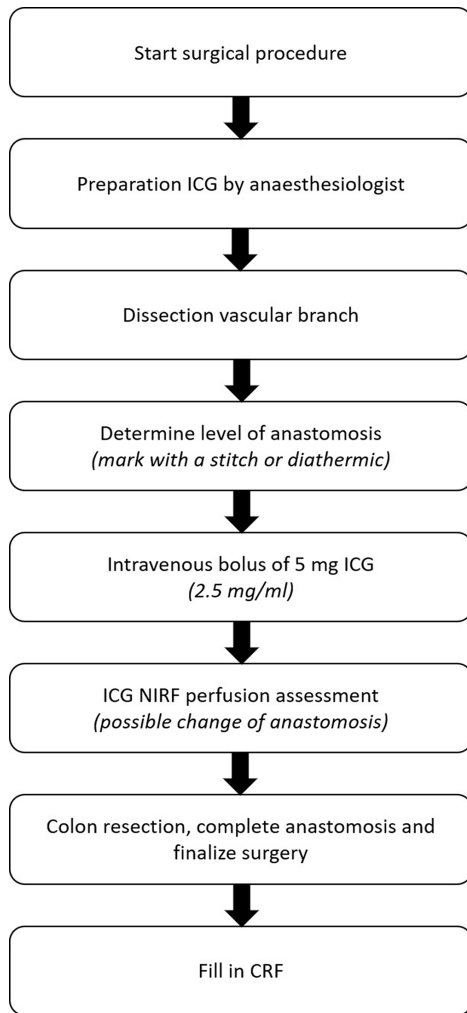 Start surgical procedure
Preparation ICG by anaesthesiologist
Dissection vascular branch
Determine level of anastomosis
(mark with a stitch or diathermic)
Intravenous bolus of 5 mg ICG
(2.5 mg/ml)
ICG NIRF perfusion assessment
(possible change of anastomosis)
Colon resection, complete anastomosis and
finalize surgery
Fill in CRF